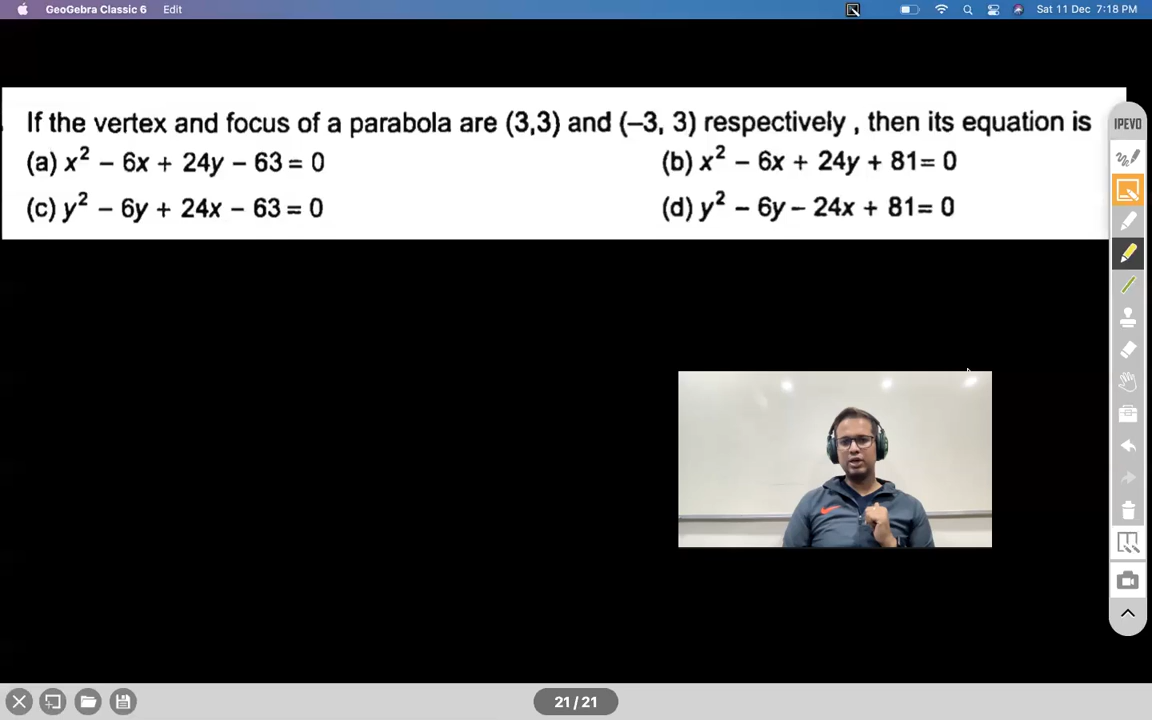 GeoGebra Classic 6 Edit Sat 11 Dec 7:18 PM
If the vertex and focus of a parabola are (3,3) and (–3, 3) respectively , then its equation is
(a) x² – 6x + 24y – 63 = 0 (b) x² – 6x + 24y + 81= 0
(c) y² – 6y + 24x – 63 = 0 (d) y² – 6y – 24x + 81= 0
IPEVO
21 / 21